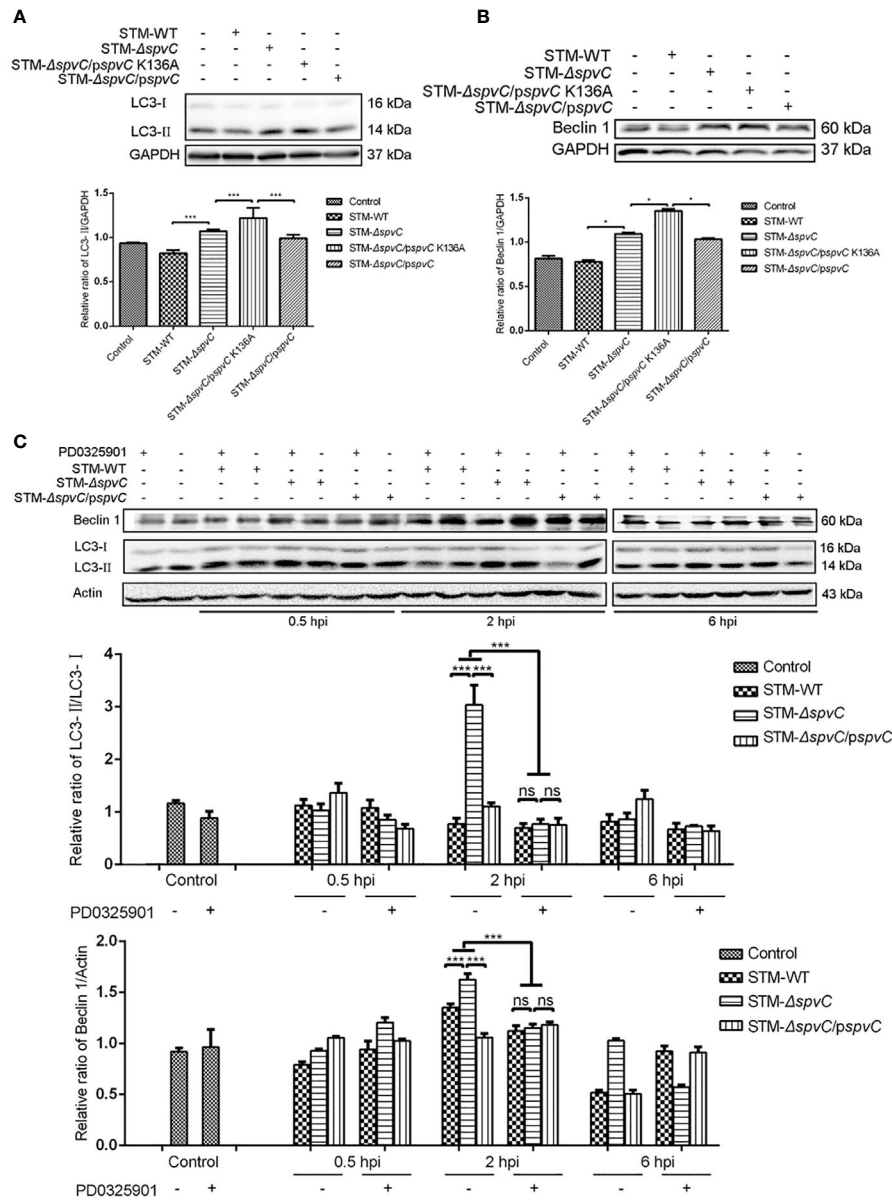 A
STM-WT - + - - -
STM-ΔspvC - - + - -
STM-ΔspvC/pspvC K136A - - - + -
STM-ΔspvC/pspvC - - - - +
LC3-I 16 kDa
LC3-II 14 kDa
GAPDH 37 kDa
Relative ratio of LC3-II/GAPDH
1.5
1.0
0.5
0.0
*** *** ***
Control
STM-WT
STM-ΔspvC
STM-ΔspvC/pspvC K136A
STM-ΔspvC/pspvC
Control
STM-WT
STM-ΔspvC
STM-ΔspvC/pspvC K136A
STM-ΔspvC/pspvC
B
STM-WT - + - - -
STM-ΔspvC - - + - -
STM-ΔspvC/pspvC K136A - - - + -
STM-ΔspvC/pspvC - - - - +
Beclin 1 60 kDa
GAPDH 37 kDa
Relative ratio of Beclin 1/GAPDH
1.5
1.0
0.5
0.0
* * *
Control
STM-WT
STM-ΔspvC
STM-ΔspvC/pspvC K136A
STM-ΔspvC/pspvC
Control
STM-WT
STM-ΔspvC
STM-ΔspvC/pspvC K136A
STM-ΔspvC/pspvC
C
PD0325901 + - + - + - + - + - + - + - + - + - + -
STM-WT - - + + - - - - + + - - - - + + - - - -
STM-ΔspvC - - - - + + - - - - + + - - - - + + - -
STM-ΔspvC/pspvC - - - - - - + + - - - - + + - - - - + +
Beclin 1 60 kDa
LC3-I 16 kDa
LC3-II 14 kDa
Actin 43 kDa
0.5 hpi 2 hpi 6 hpi
Relative ratio of LC3-II/LC3-I
4
3
2
1
0
***
*** ***
ns ns
Control
STM-WT
STM-ΔspvC
STM-ΔspvC/pspvC
Control 0.5 hpi 2 hpi 6 hpi
PD0325901 - + - + - + - +
Relative ratio of Beclin 1/Actin
2.0
1.5
1.0
0.5
0.0
***
*** ***
ns ns
Control
STM-WT
STM-ΔspvC
STM-ΔspvC/pspvC
Control 0.5 hpi 2 hpi 6 hpi
PD0325901 - + - + - + - +